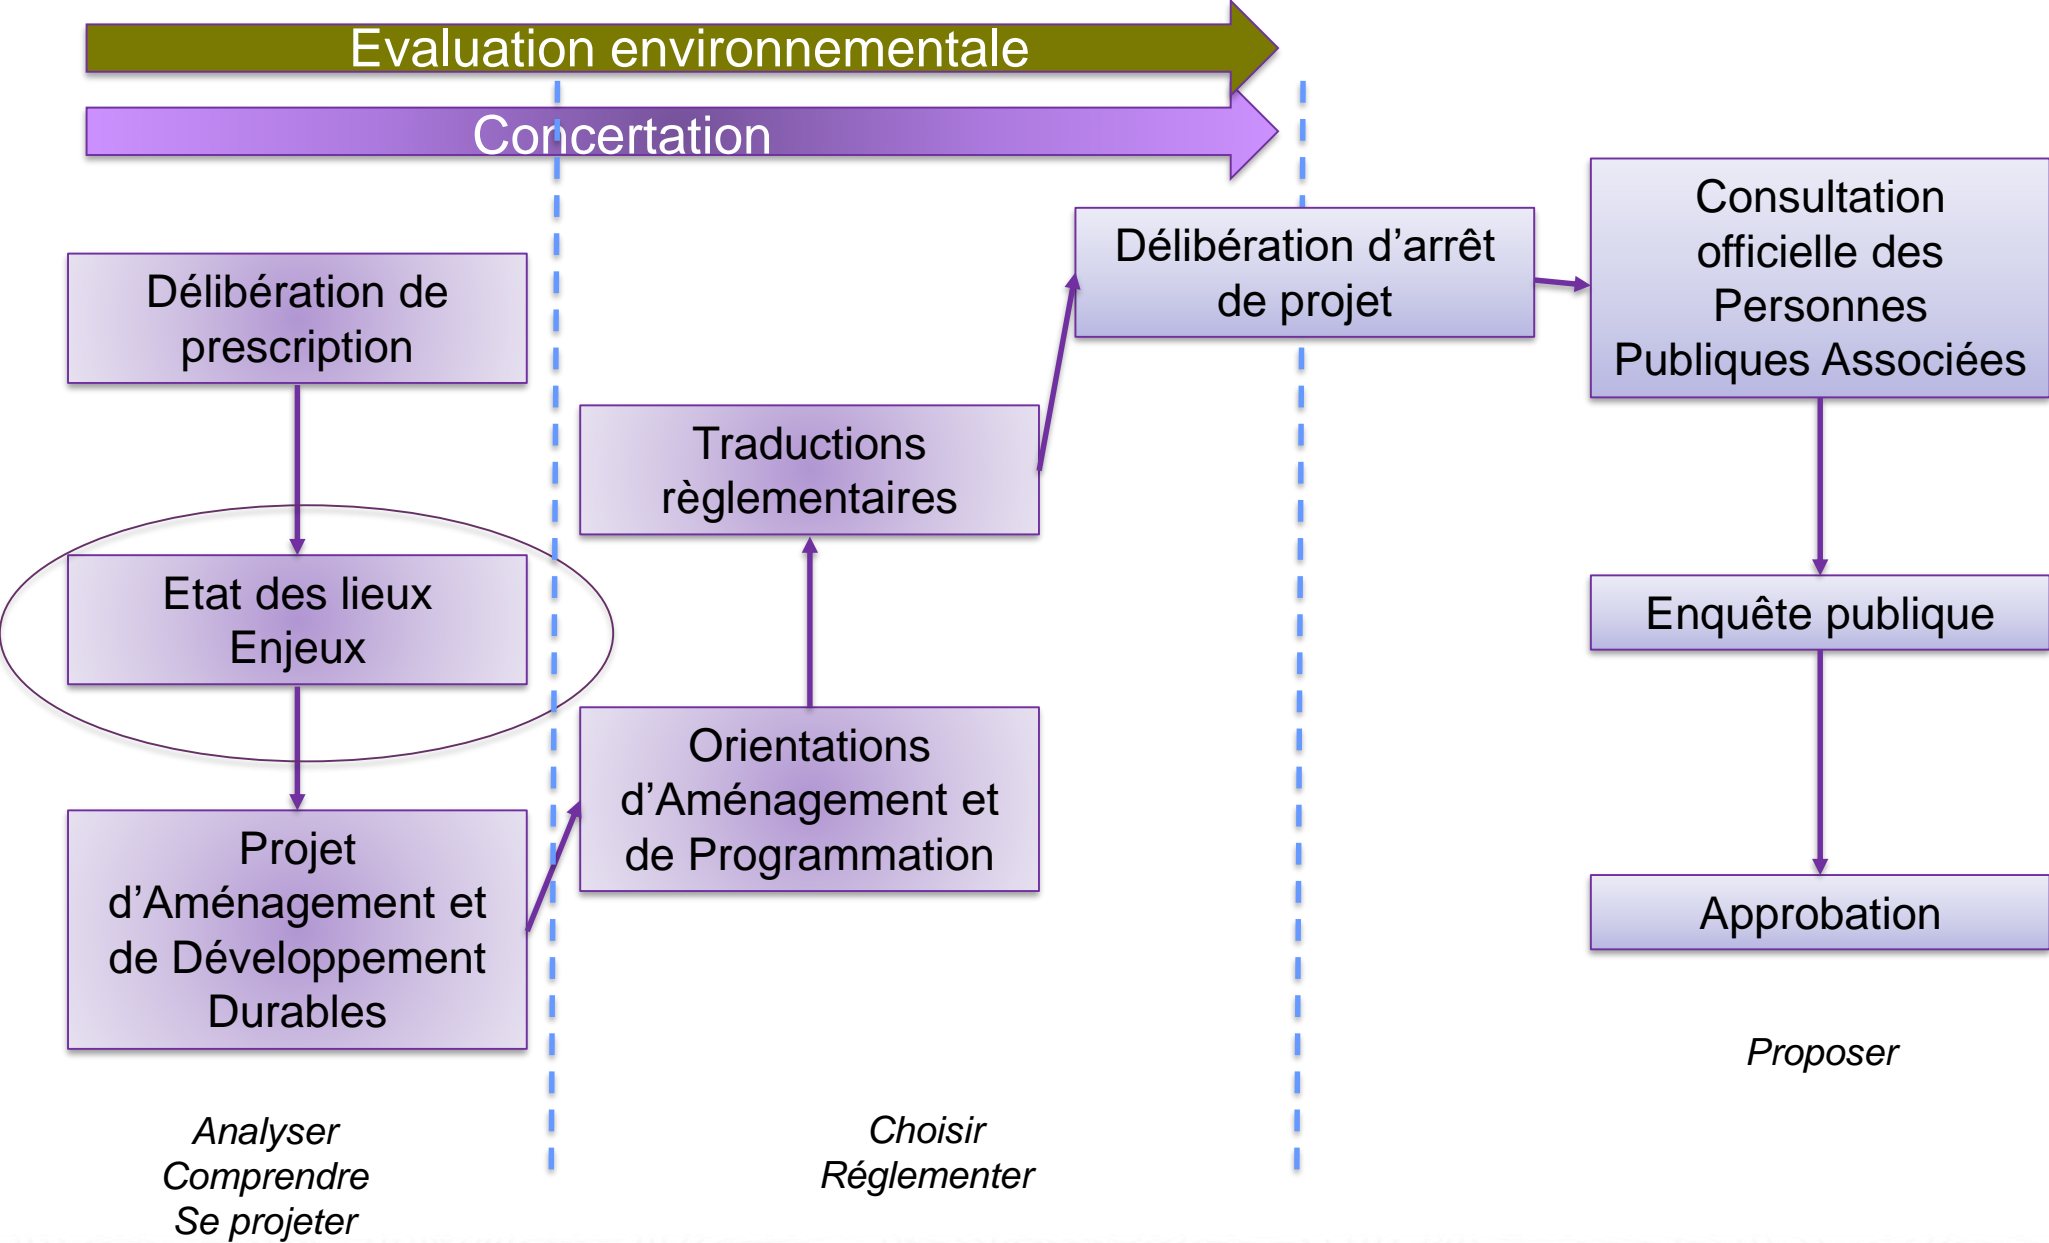 Evaluation environnementale
Concertation
Délibération de
prescription
Etat des lieux
Enjeux
Projet
d’Aménagement et
de Développement
Durables
Analyser
Comprendre
Se projeter
Traductions
règlementaires
Orientations
d’Aménagement et
de Programmation
Choisir
Réglementer
Délibération d’arrêt
de projet
Consultation
officielle des
Personnes
Publiques Associées
Enquête publique
Approbation
Proposer